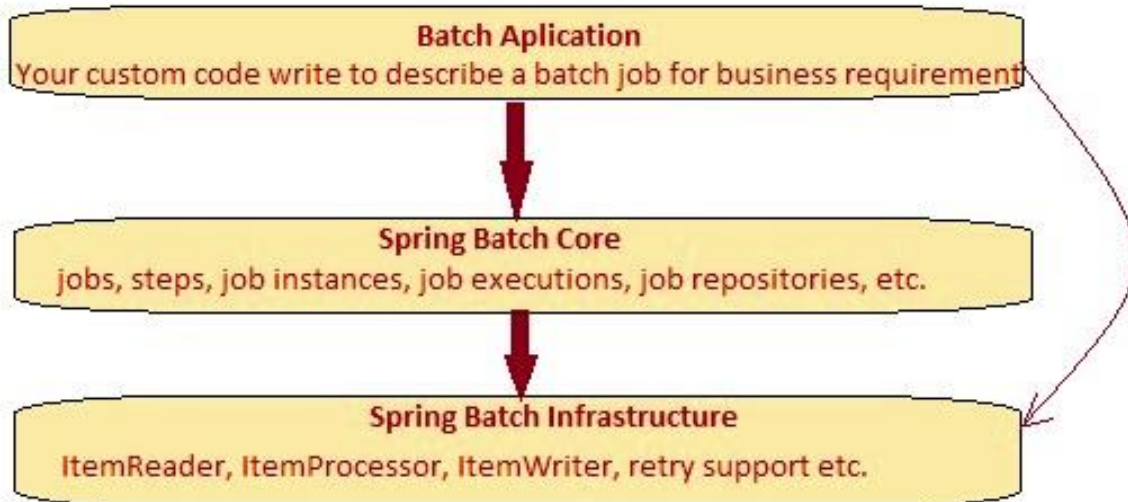 Batch Aplication
Your custom code write to describe a batch job for business requirement
Spring Batch Core
jobs, steps, job instances, job executions, job repositories, etc.
Spring Batch Infrastructure
ItemReader, ItemProcessor, ItemWriter, retry support etc.